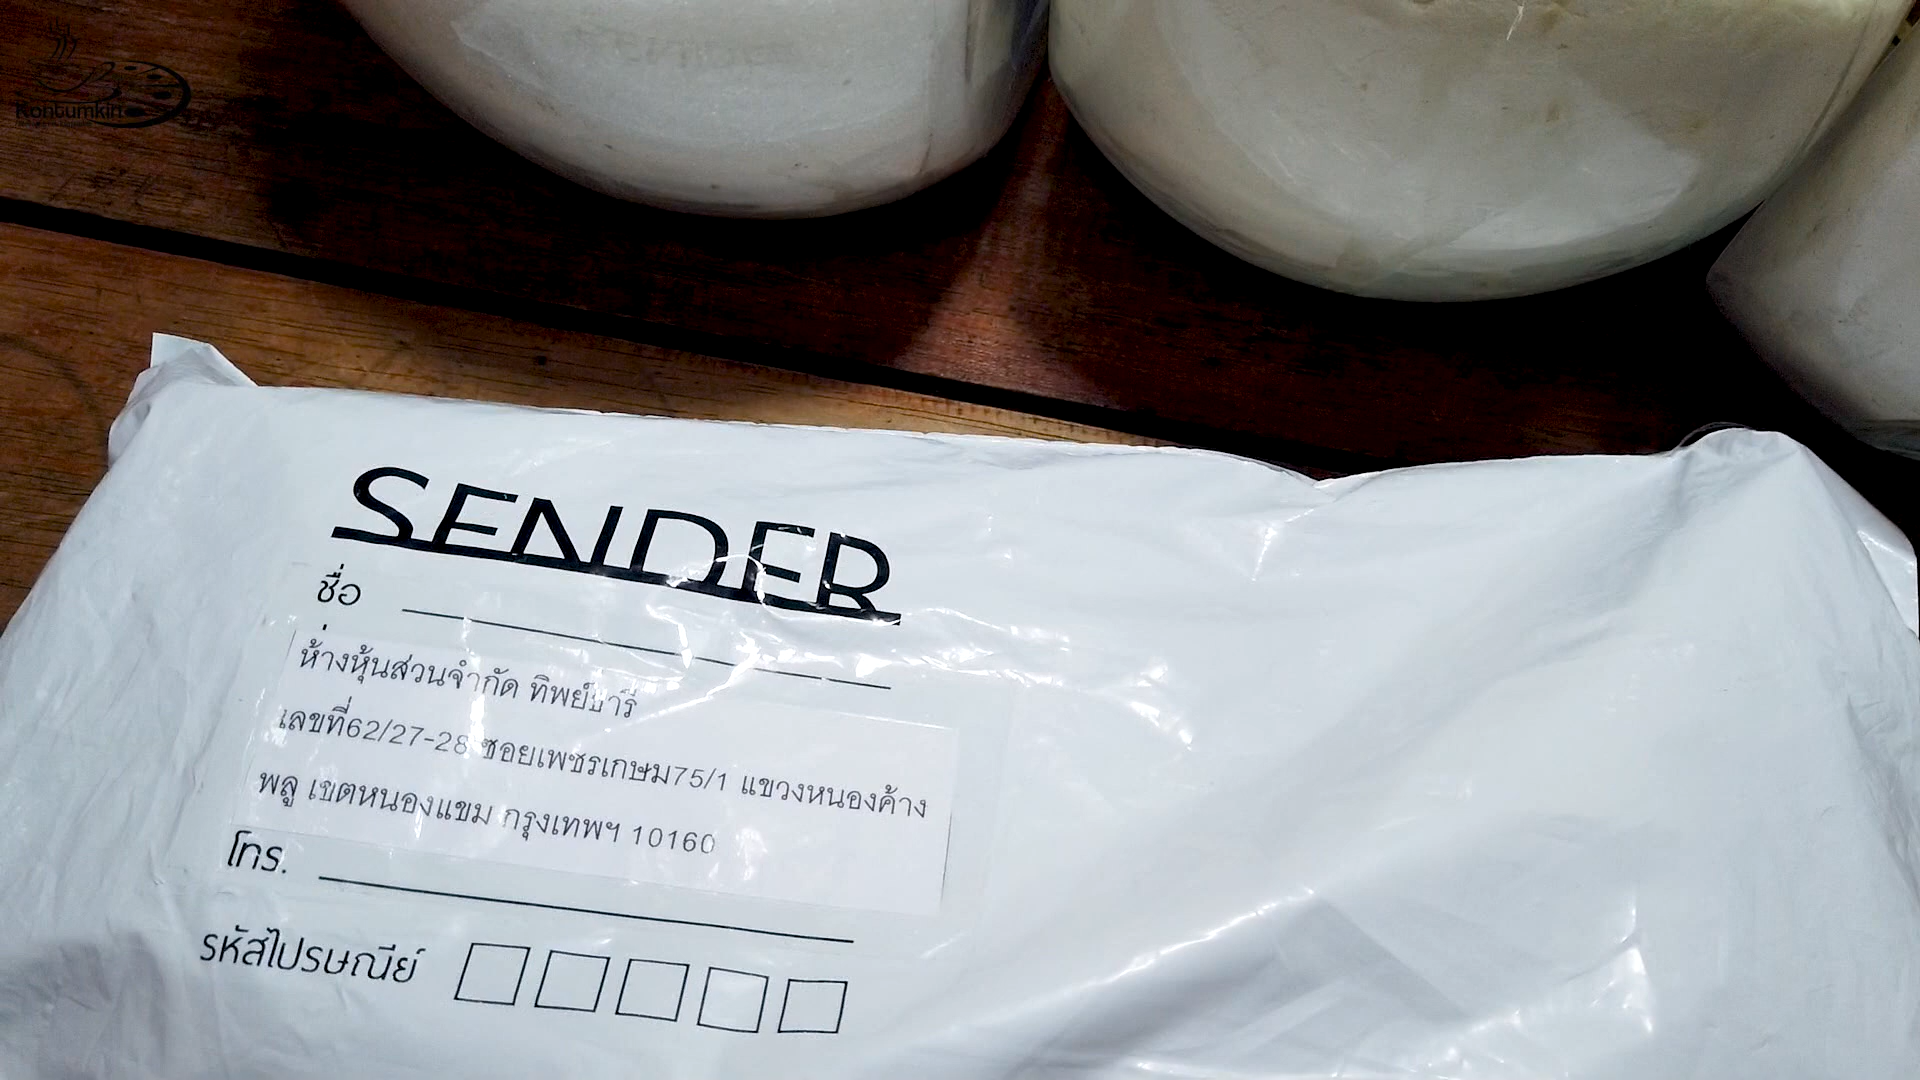 Kontumkin
SENDER
ชื่อ
ห้างหุ้นส่วนจำกัด ทิพย์ธารี
เลขที่62/27-28 ซอยเพชรเกษม75/1 แขวงหนองค้าง
พลู เขตหนองแขม กรุงเทพฯ 10160
โทร.
รหัสไปรษณีย์